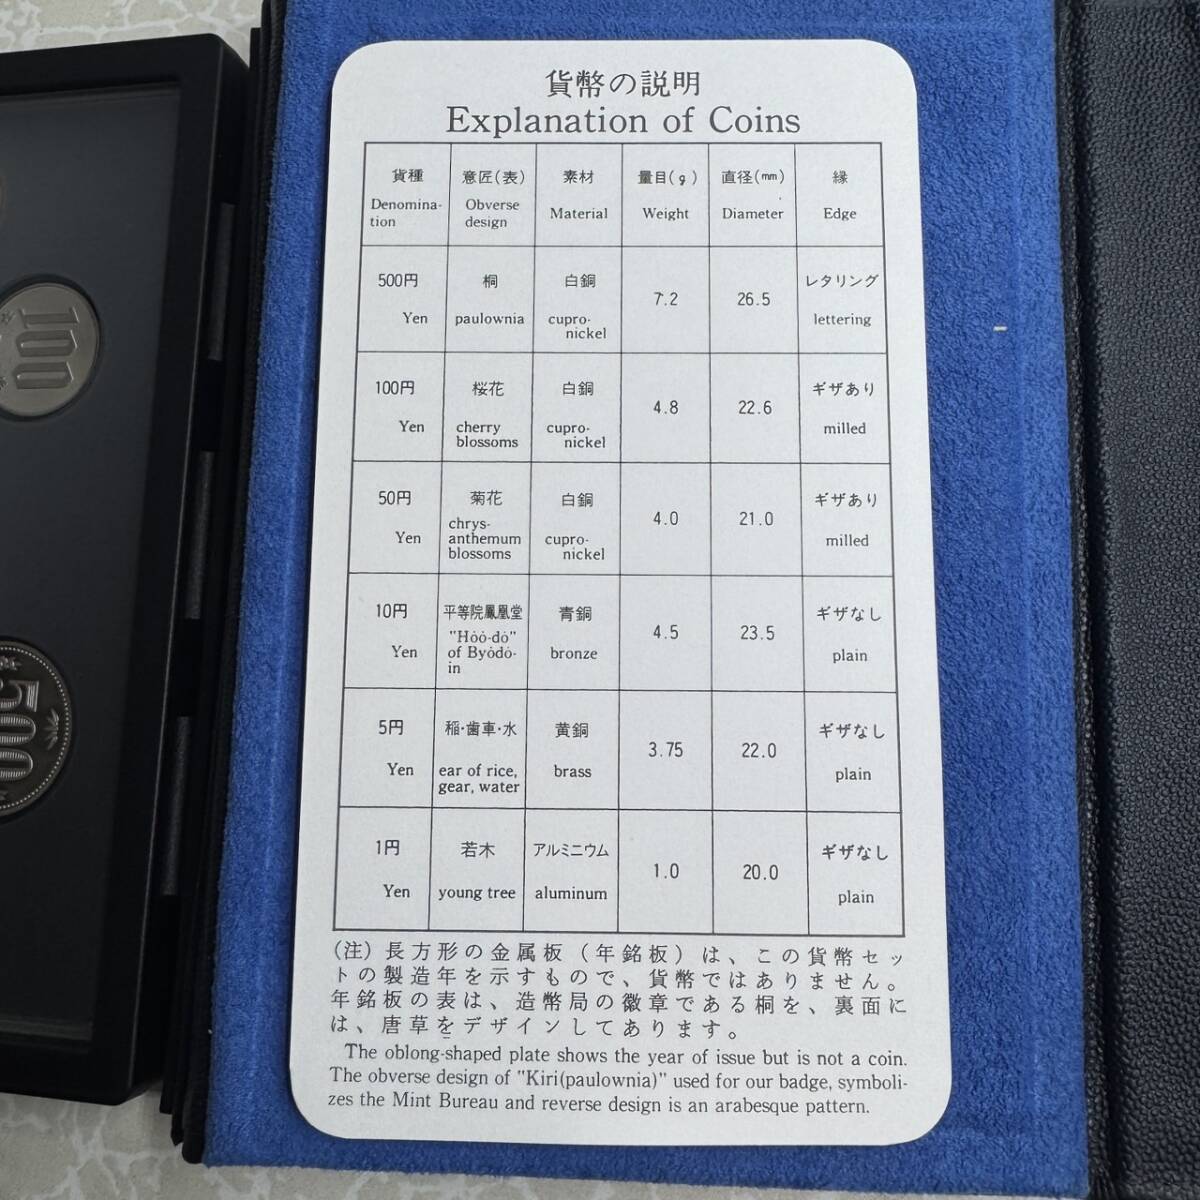 貨幣の説明
Explanation of Coins
貨種 意匠(表) 素材 量目(g) 直径(mm) 縁
Denomina- Obverse Material Weight Diameter Edge
tion design
500円 桐 白銅 7.2 26.5 レタリング
Yen paulownia cupro- lettering
nickel
100円 桜花 白銅 4.8 22.6 ギザあり
Yen cherry cupro- milled
blossoms nickel
50円 菊花 白銅 4.0 21.0 ギザあり
chrys-
Yen anthemum cupro- milled
blossoms nickel
10円 平等院鳳凰堂 青銅 4.5 23.5 ギザなし
"Hóó-dó"
Yen of Byódó- bronze plain
in
5円 稲・歯車・水 黄銅 3.75 22.0 ギザなし
Yen ear of rice, brass plain
gear, water
1円 若木 アルミニウム 1.0 20.0 ギザなし
Yen young tree aluminum plain
(注)長方形の金属板(年銘板)は、この貨幣セッ
トの製造年を示すもので、貨幣ではありません。
年銘板の表は、造幣局の徽章である桐を、裏面に
は、唐草をデザインしてあります。
The oblong-shaped plate shows the year of issue but is not a coin.
The obverse design of "Kiri(paulownia)" used for our badge, symboli-
zes the Mint Bureau and reverse design is an arabesque pattern.
100
500